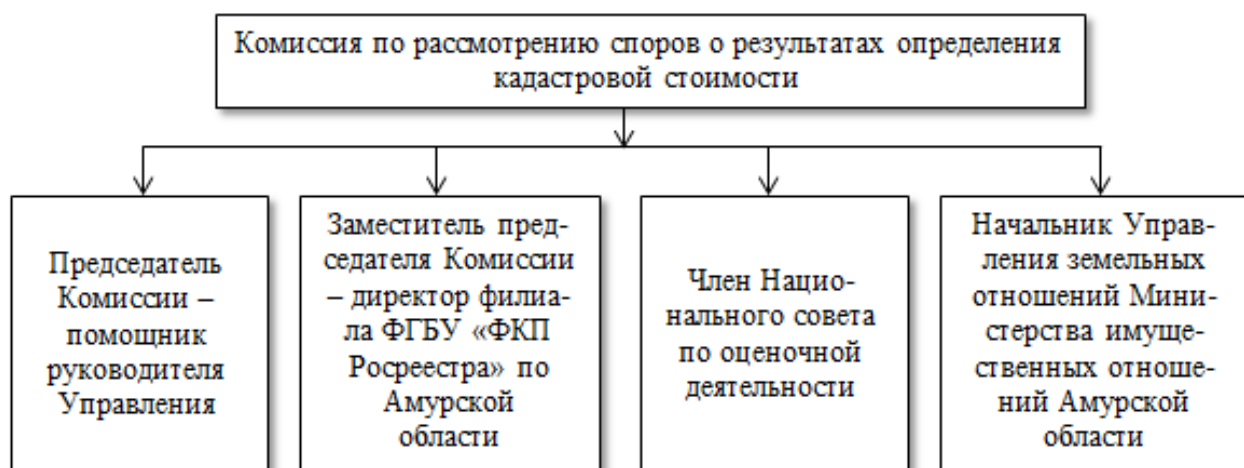 Комиссия по рассмотрению споров о результатах определения
кадастровой стоимости
Председатель
Комиссии –
помощник
руководителя
Управления
Заместитель пред-
седателя Комиссии
– директор филиа-
ла ФГБУ «ФКП
Росреестра» по
Амурской
области
Член Нацио-
нального совета
по оценочной
деятельности
Начальник Управ-
ления земельных
отношений Мини-
стерства имуще-
ственных отноше-
ний Амурской
области